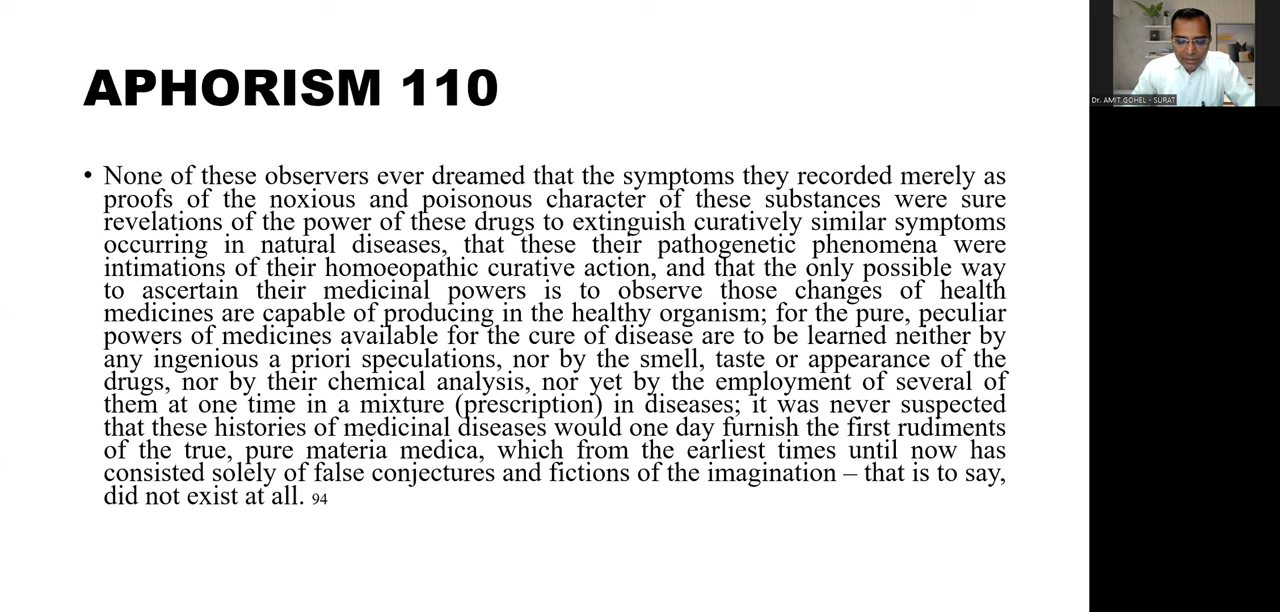 APHORISM 110
• None of these observers ever dreamed that the symptoms they recorded merely as
proofs of the noxious and poisonous character of these substances were sure
revelations of the power of these drugs to extinguish curatively similar symptoms
occurring in natural diseases, that these their pathogenetic phenomena were
intimations of their homoeopathic curative action, and that the only possible way
to ascertain their medicinal powers is to observe those changes of health
medicines are capable of producing in the healthy organism; for the pure, peculiar
powers of medicines available for the cure of disease are to be learned neither by
any ingenious a priori speculations, nor by the smell, taste or appearance of the
drugs, nor by their chemical analysis, nor yet by the employment of several of
them at one time in a mixture (prescription) in diseases; it was never suspected
that these histories of medicinal diseases would one day furnish the first rudiments
of the true, pure materia medica, which from the earliest times until now has
consisted solely of false conjectures and fictions of the imagination – that is to say,
did not exist at all. 94
Dr. AMIT GOHEL - SURAT